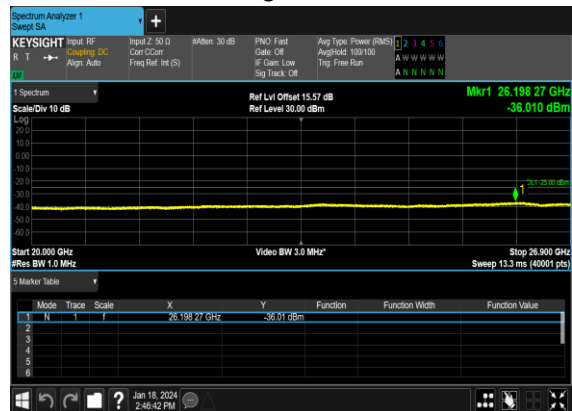 Spectrum Analyzer 1
Swept SA
+
KEYSIGHT Input: RF Input Z: 50 Ω #Atten: 30 dB PNO: Fast Avg Type: Power (RMS) 1 2 3 4 5 6
R T Coupling: DC Corr CCorr Gate: Off Avg|Hold: 100/100 A W W W W W
Align: Auto Freq Ref: Int (S) IF Gain: Low Trig: Free Run
Sig Track: Off A N N N N N
LXI
1 Spectrum Ref Lvl Offset 15.57 dB Mkr1 26.198 27 GHz
Scale/Div 10 dB Ref Level 30.00 dBm -36.010 dBm
Log
20.0
10.0
0.00
-10.0
-20.0
DL1 -25.00 dBm
1
-30.0
-40.0
-50.0
-60.0
Start 20.000 GHz Video BW 3.0 MHz* Stop 26.900 GHz
#Res BW 1.0 MHz Sweep 13.3 ms (40001 pts)
5 Marker Table
Mode Trace Scale X Y Function Function Width Function Value
1 N 1 f 26.198 27 GHz -36.01 dBm
2
3
4
5
6
? Jan 18, 2024
2:46:42 PM